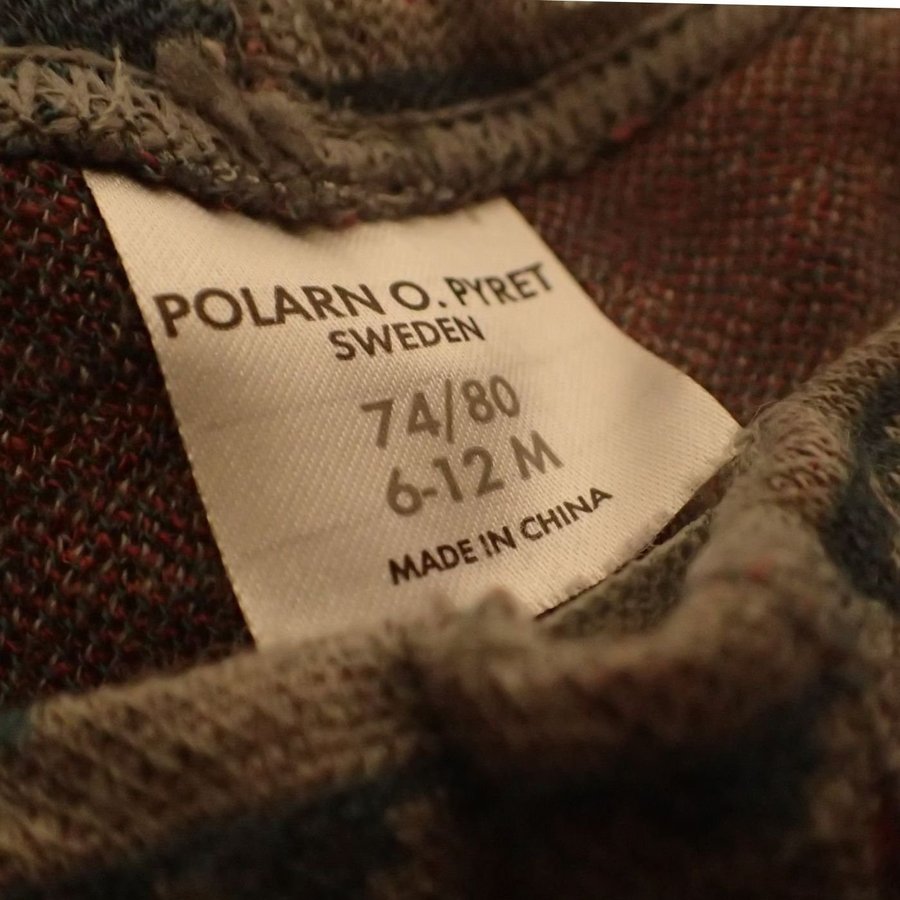 POLARN O. PYRET
SWEDEN
74/80
6-12 M
MADE IN CHINA